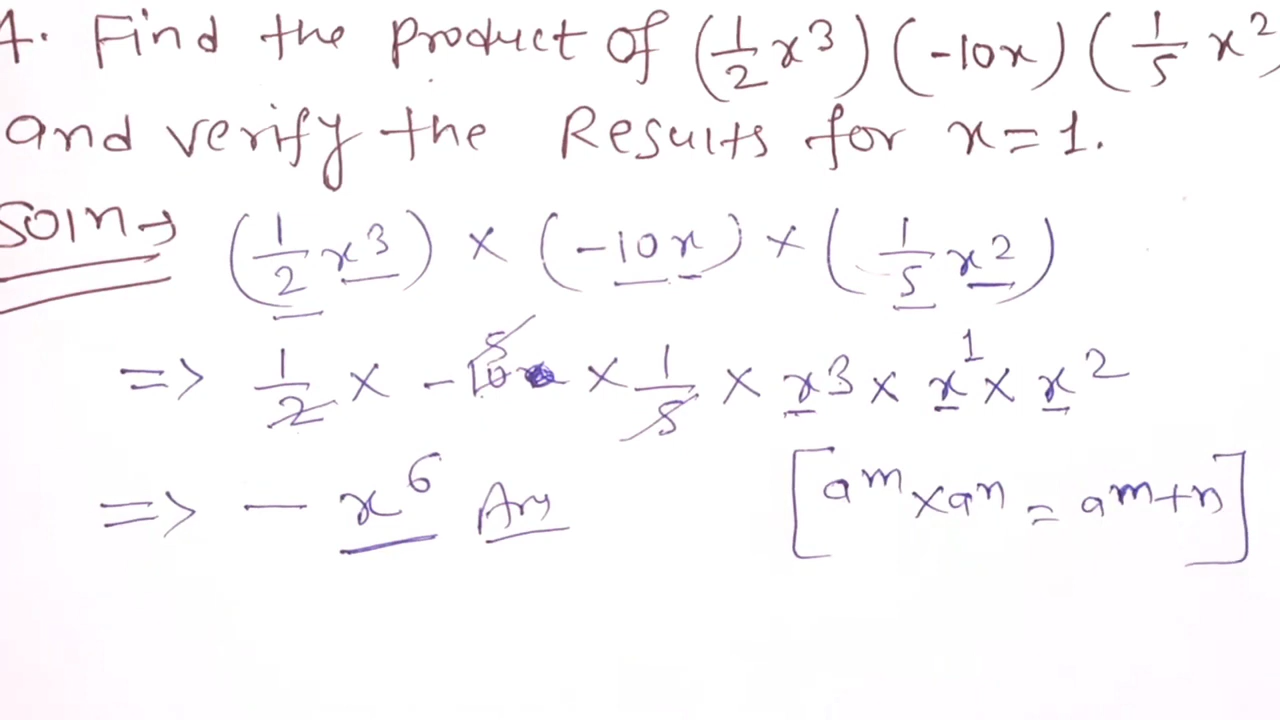 4. Find the product of (1/2 x³) (-10x) (1/5 x²
and verify the Results for x=1.
Soln→ (1/2 x³) × (-10x) × (1/5 x²)
=> 1/2 × -10 5 × 1/5 × x³ × x¹ × x²
=> - x⁶ Ans [aᵐ × aⁿ = aᵐ⁺ⁿ]